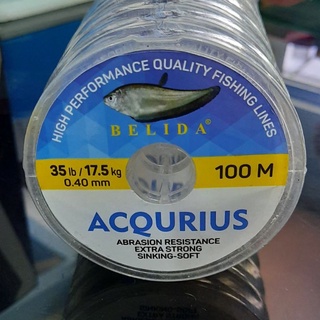 HIGH PERFORMANCE QUALITY FISHING LINES
BELIDA®
35 lb / 17.5 kg
0.40 mm
100 M
ACQURIUS
ABRASION RESISTANCE
EXTRA STRONG
SINKING-SOFT